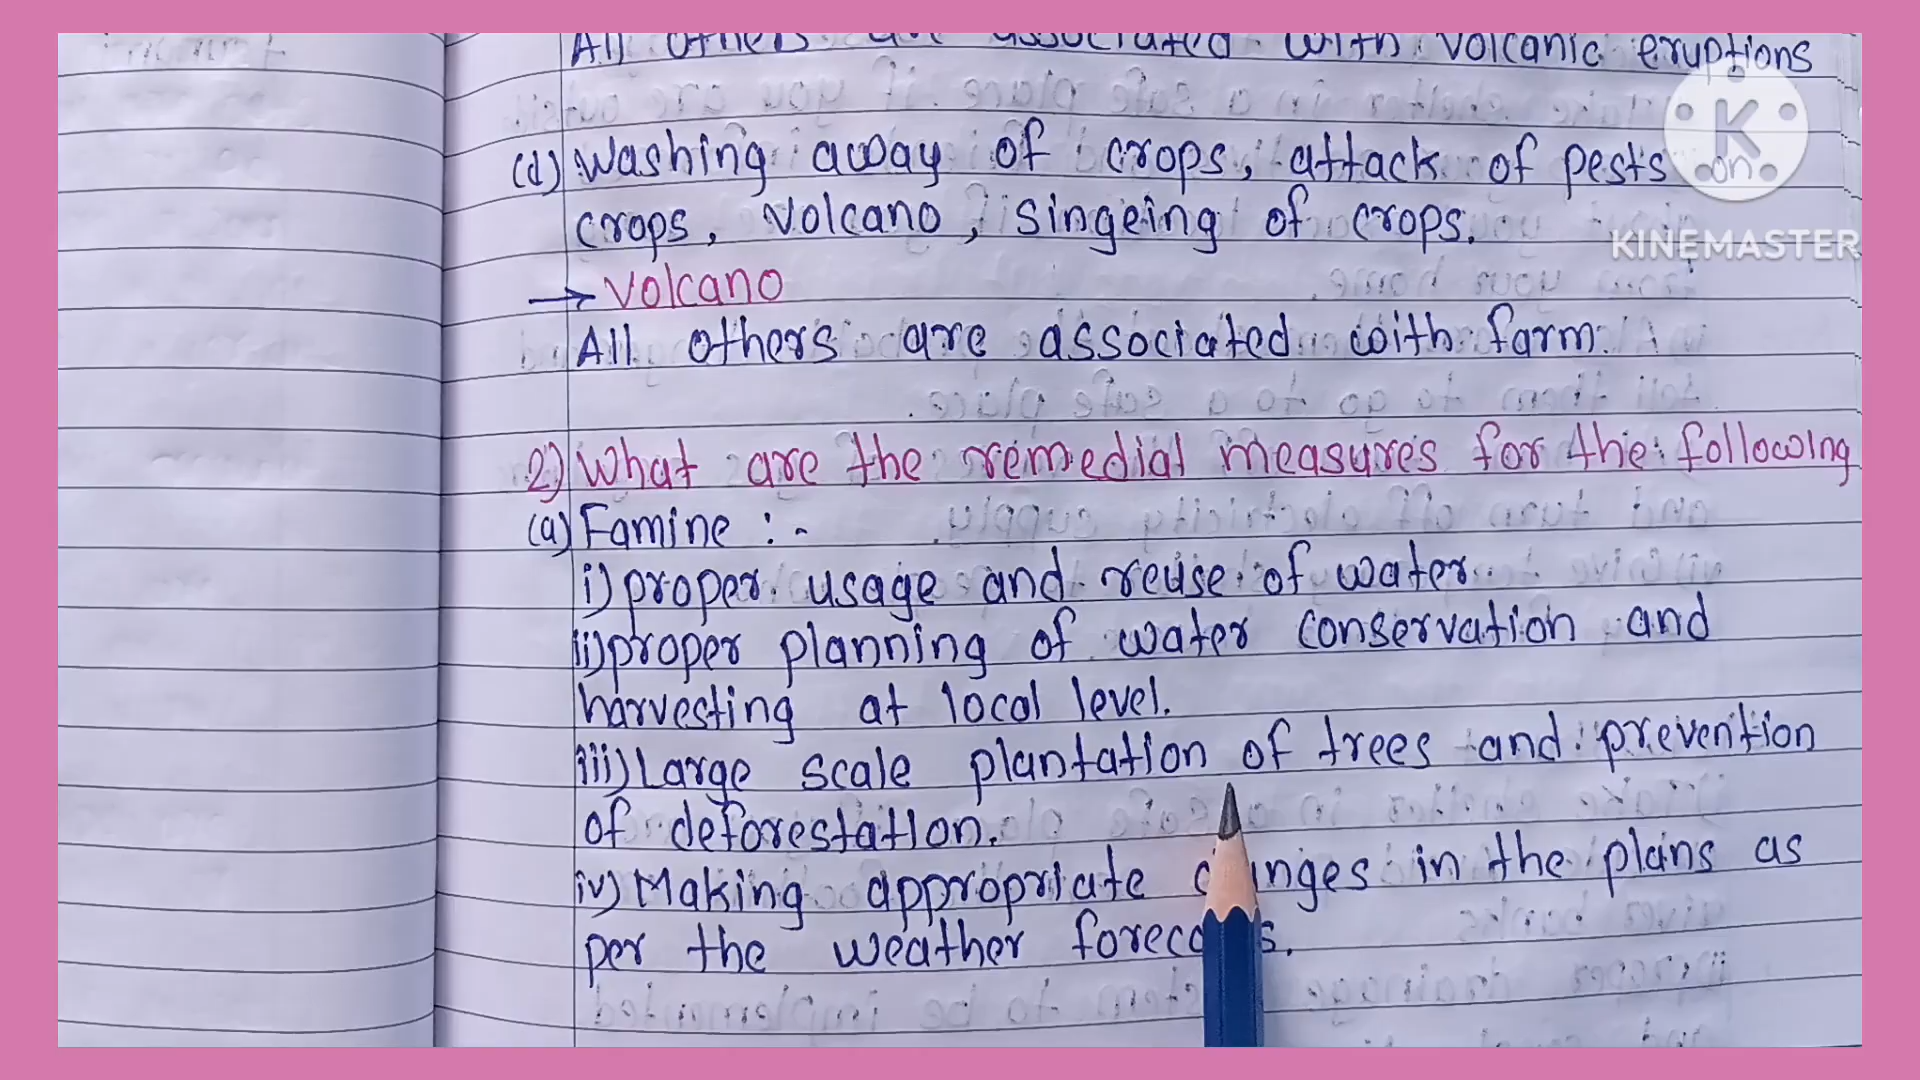 All others are associated with volcanic eruptions
(d) Washing away of crops, attack of pests on
crops, Volcano, Singeing of crops.
→ Volcano
All others are associated with farm.
2) What are the remedial measures for the following
(a) Famine :-
i) proper usage and reuse of water.
ii) proper planning of water conservation and
harvesting at local level.
iii) Large scale plantation of trees and prevention
of deforestation.
iv) Making appropriate changes in the plans as
per the weather forecasts.
K
KINEMASTER